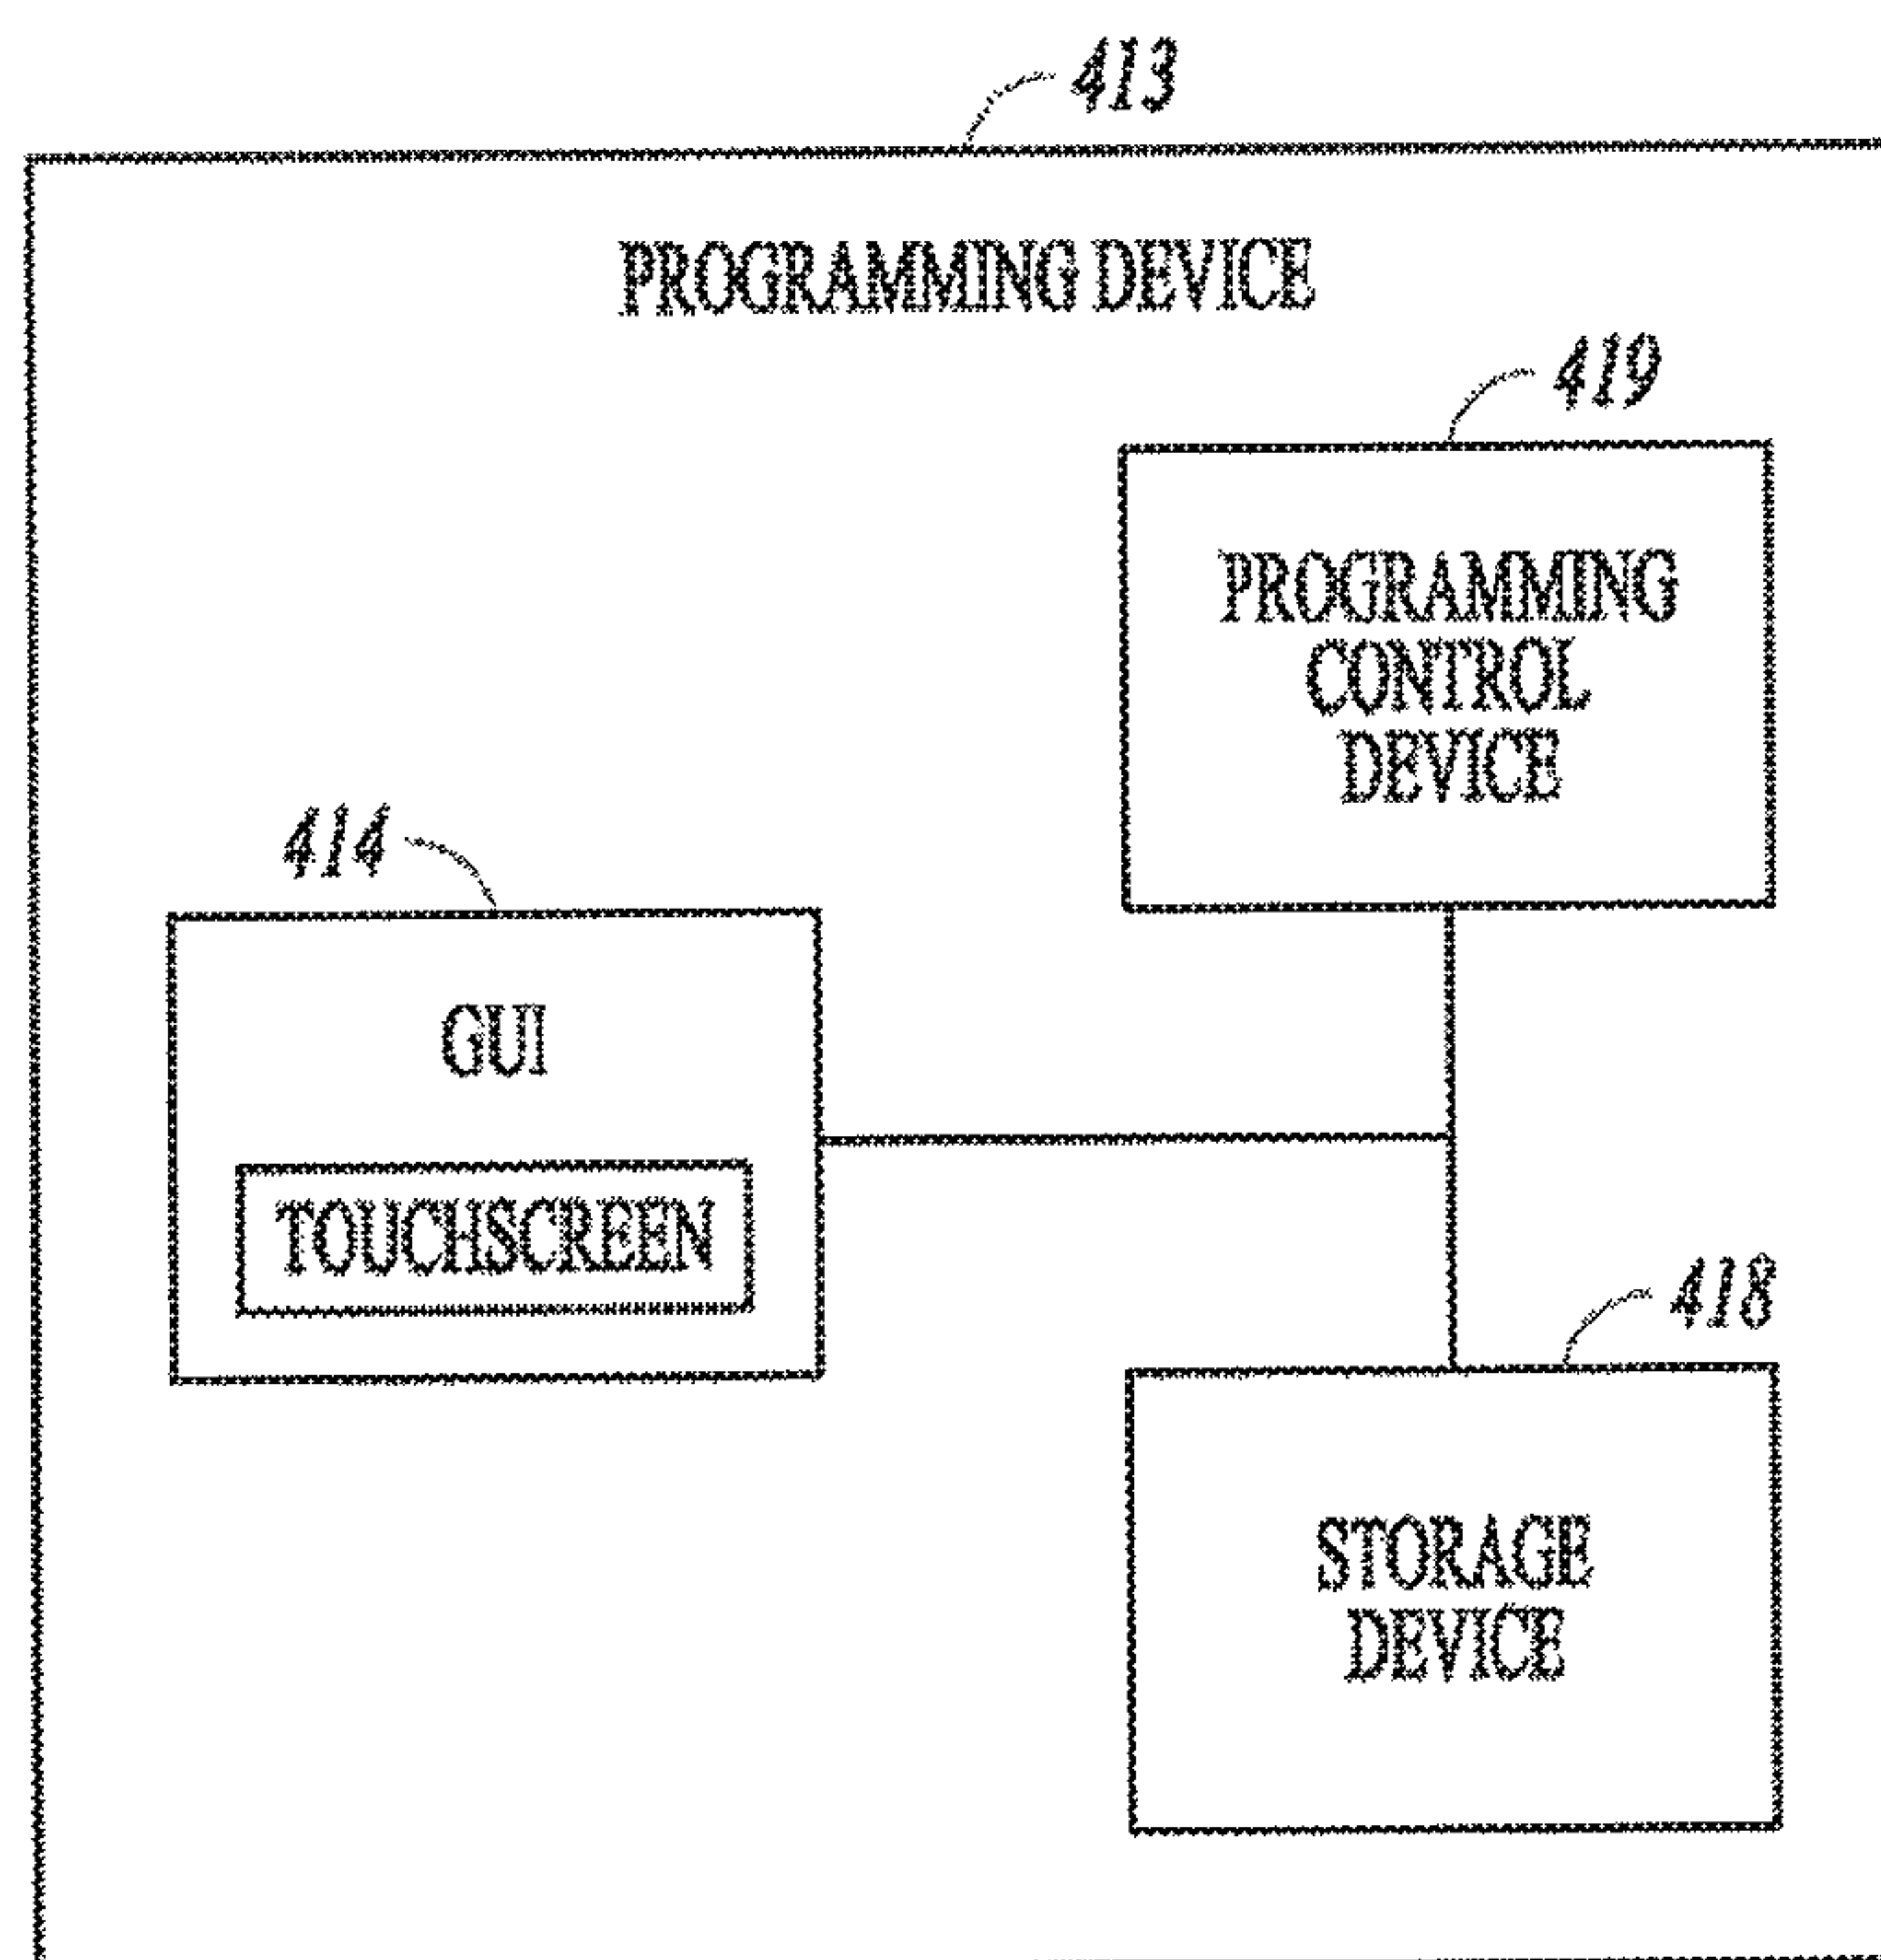 413
PROGRAMMING DEVICE
419
PROGRAMMING
CONTROL
DEVICE
414
GUI
TOUCHSCREEN
418
STORAGE
DEVICE